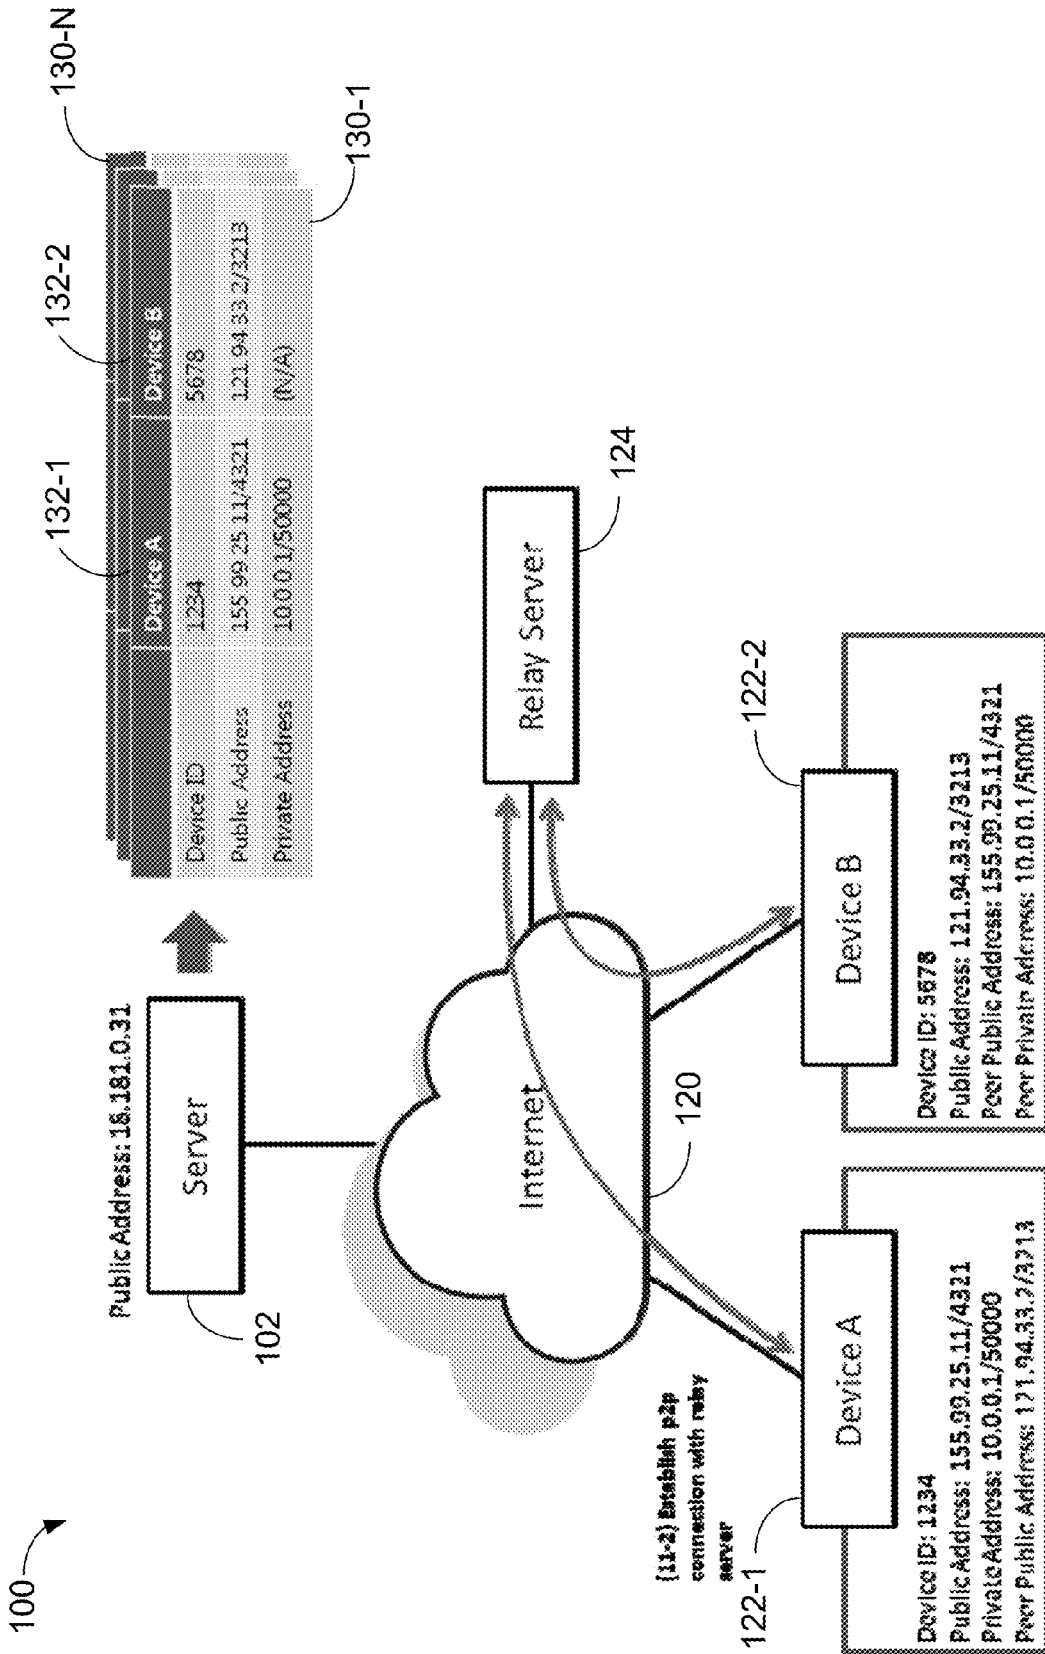 100
130-N
132-2
132-1
Public Address: 18.181.0.31
Server
102
Device A Device B
Device ID 1234 5678
Public Address 155 99 25 11/4321 121 94 33 2/3213
Private Address 10 0 0 1/50000 (N/A)
130-1
Internet
Relay Server
124
120
(11-2) Establish p2p
connection with relay
server
122-1
Device A
122-2
Device B
Device ID: 1234
Public Address: 155.99.25.11/4321
Private Address: 10.0.0.1/50000
Peer Public Address: 121.94.33.2/3213
Device ID: 5678
Public Address: 121.94.33.2/3213
Peer Public Address: 155.99.25.11/4321
Peer Private Address: 10.0 0.1/50000